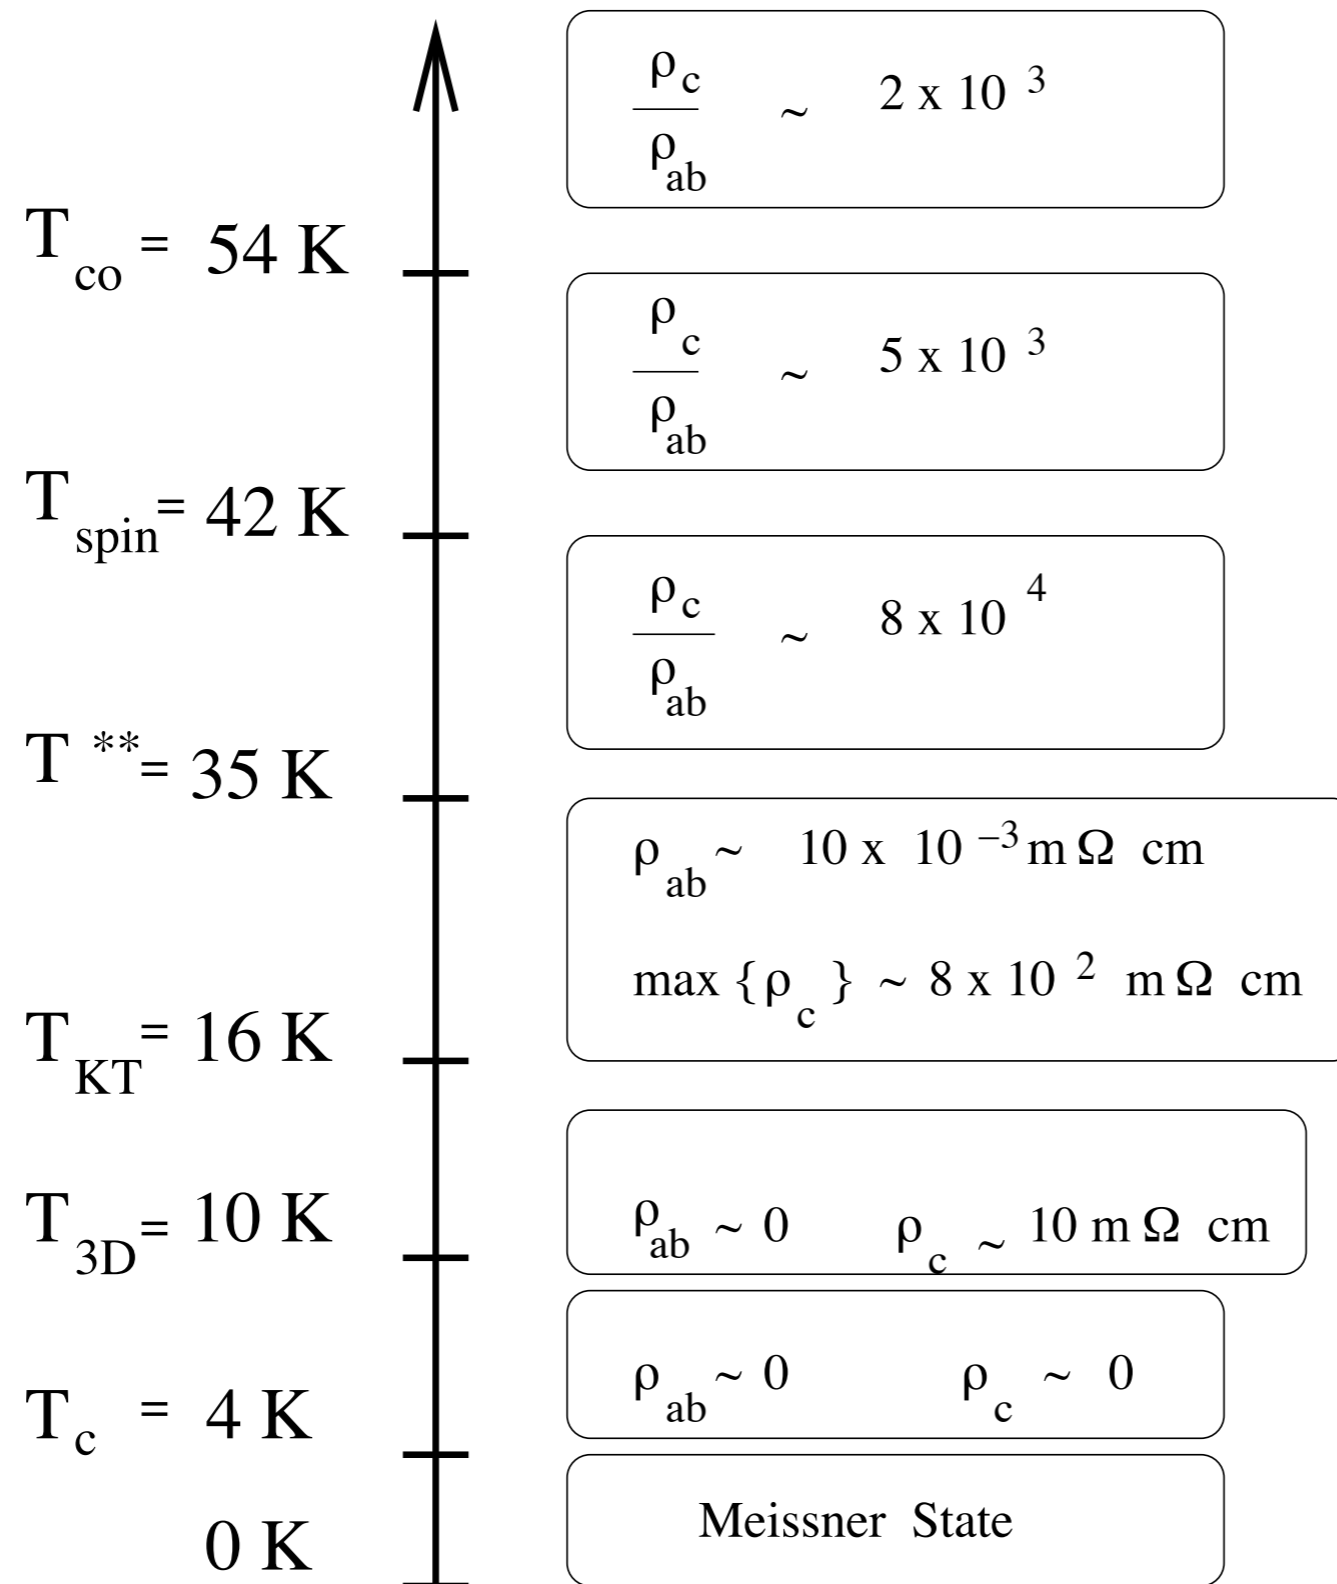 ρc / ρab ~ 2 x 10 3
Tco = 54 K
ρc / ρab ~ 5 x 10 3
Tspin = 42 K
ρc / ρab ~ 8 x 10 4
T ** = 35 K
ρab ~ 10 x 10 −3 m Ω cm
max { ρc } ~ 8 x 10 2 m Ω cm
TKT = 16 K
T3D = 10 K
ρab ~ 0 ρc ~ 10 m Ω cm
ρab ~ 0 ρc ~ 0
Tc = 4 K
Meissner State
0 K